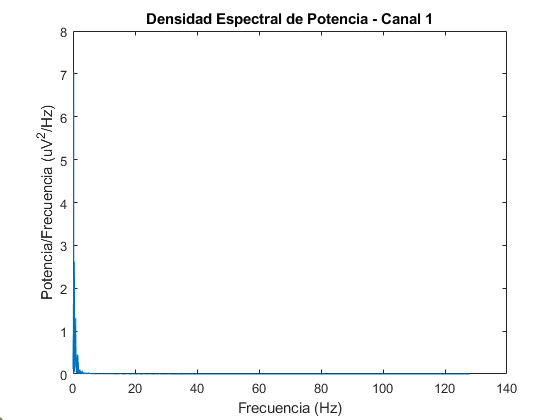 Densidad Espectral de Potencia - Canal 1
8
7
6
5
4
3
2
1
0
Potencia/Frecuencia (uV²/Hz)
0 20 40 60 80 100 120 140
Frecuencia (Hz)